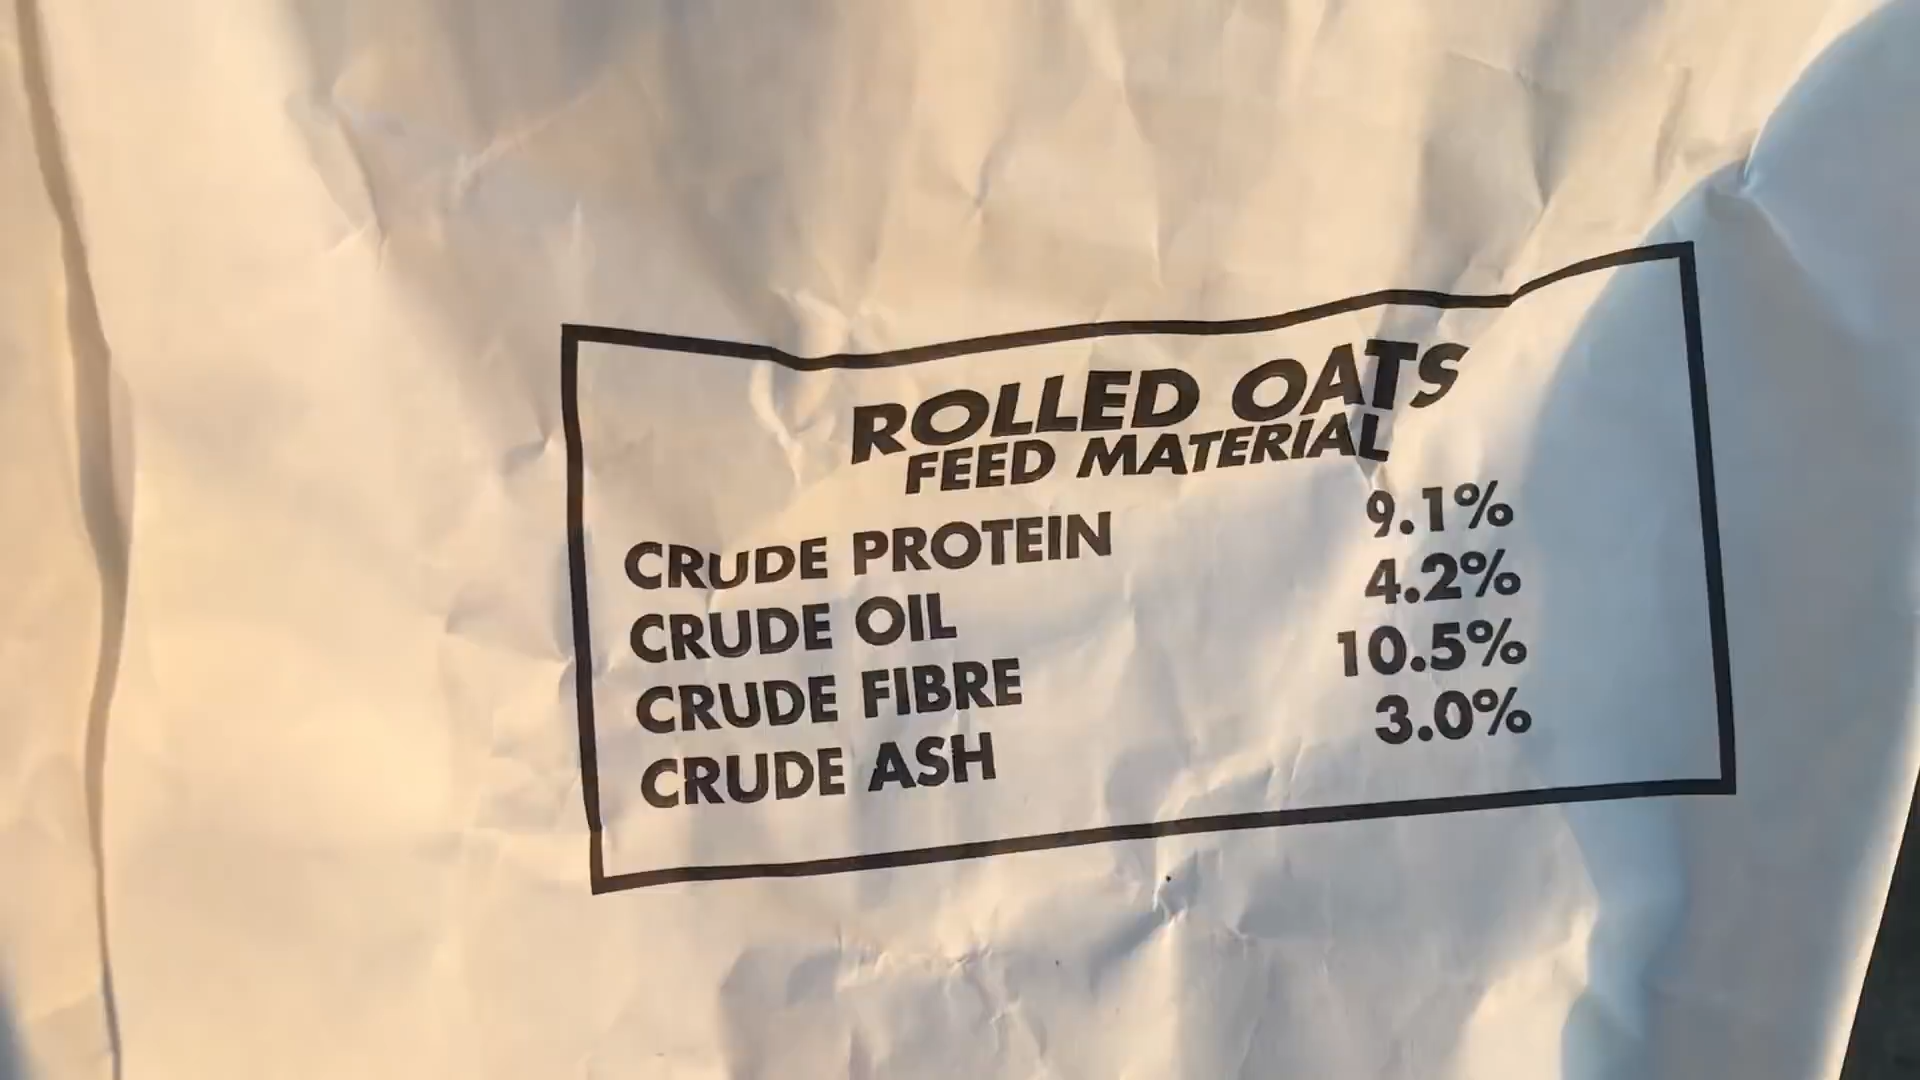 ROLLED OATS
FEED MATERIAL
CRUDE PROTEIN 9.1%
CRUDE OIL 4.2%
CRUDE FIBRE 10.5%
CRUDE ASH 3.0%